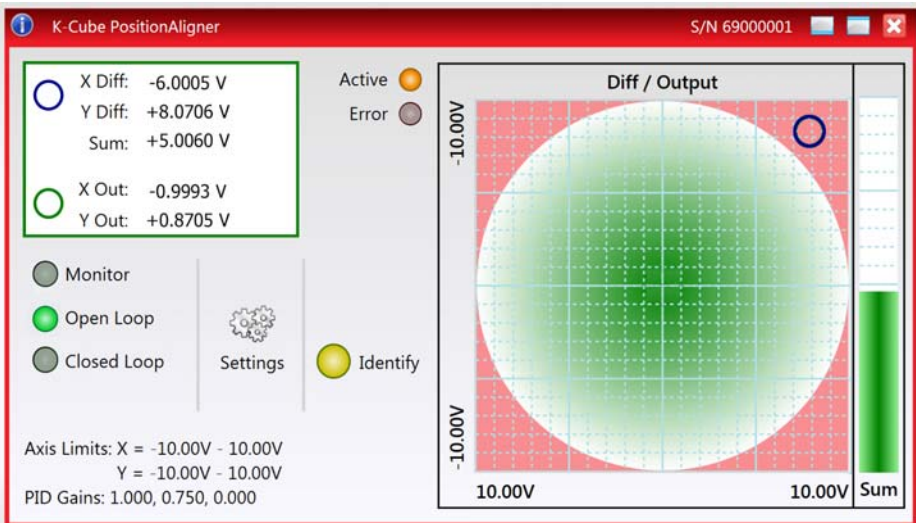 K-Cube PositionAligner S/N 69000001
X Diff: -6.0005 V
Y Diff: +8.0706 V
Sum: +5.0060 V
X Out: -0.9993 V
Y Out: +0.8705 V
Active
Error
Monitor
Open Loop
Closed Loop
Settings
Identify
Axis Limits: X = -10.00V - 10.00V
Y = -10.00V - 10.00V
PID Gains: 1.000, 0.750, 0.000
Diff / Output
-10.00V
-10.00V
10.00V 10.00V Sum